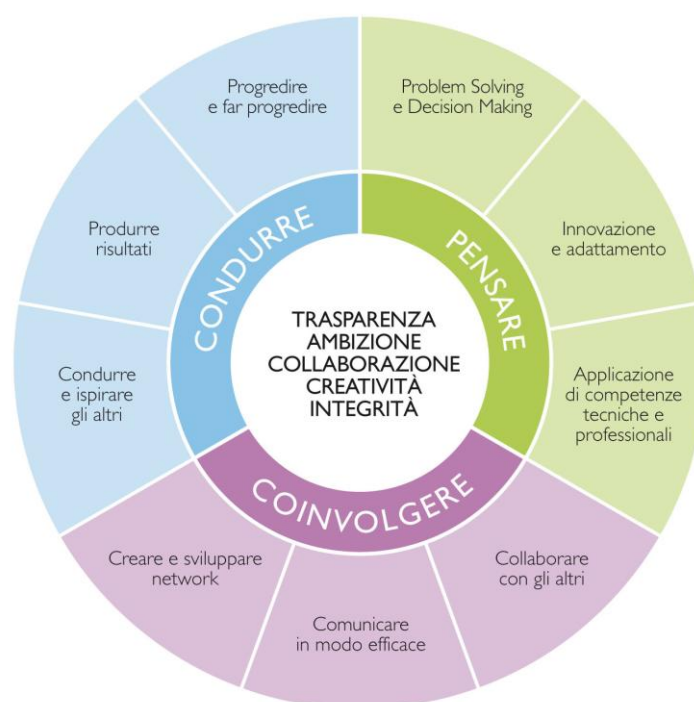 Progredire
e far progredire
Problem Solving
e Decision Making
Produrre
risultati
Innovazione
e adattamento
CONDURRE
PENSARE
TRASPARENZA
AMBIZIONE
COLLABORAZIONE
CREATIVITÀ
INTEGRITÀ
Condurre
e ispirare
gli altri
Applicazione
di competenze
tecniche e
professionali
COINVOLGERE
Creare e sviluppare
network
Collaborare
con gli altri
Comunicare
in modo efficace